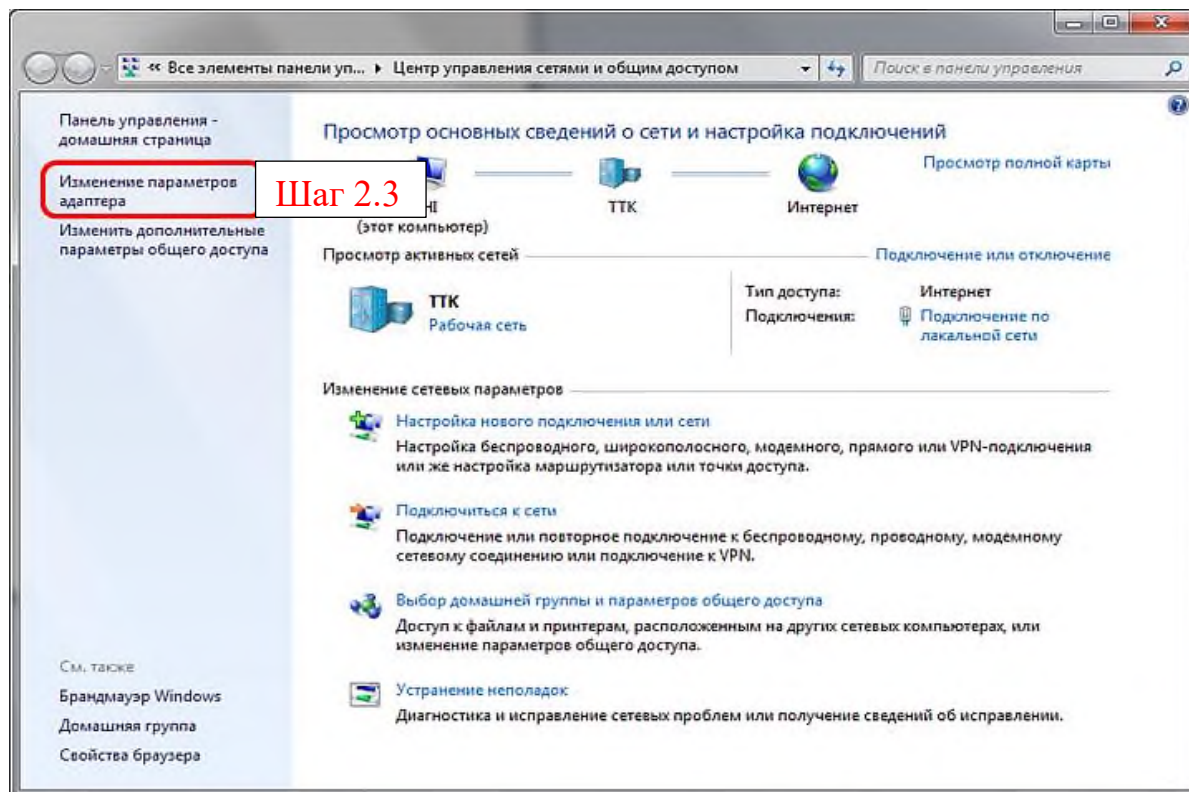 « Все элементы панели уп... ▸ Центр управления сетями и общим доступом
Поиск в панели управления
Панель управления -
домашняя страница
Изменение параметров
адаптера
Изменить дополнительные
параметры общего доступа
Шаг 2.3
Просмотр основных сведений о сети и настройка подключений
Просмотр полной карты
(этот компьютер)
ТТК
Интернет
Просмотр активных сетей
Подключение или отключение
ТТК
Рабочая сеть
Тип доступа:
Интернет
Подключения:
Подключение по
лакальной сети
Изменение сетевых параметров
Настройка нового подключения или сети
Настройка беспроводного, широкополосного, модемного, прямого или VPN-подключения
или же настройка маршрутизатора или точки доступа.
Подключиться к сети
Подключение или повторное подключение к беспроводному, проводному, модемному
сетевому соединению или подключение к VPN.
Выбор домашней группы и параметров общего доступа
Доступ к файлам и принтерам, расположенным на других сетевых компьютерах, или
изменение параметров общего доступа.
Устранение неполадок
Диагностика и исправление сетевых проблем или получение сведений об исправлении.
См. также
Брандмауэр Windows
Домашняя группа
Свойства браузера